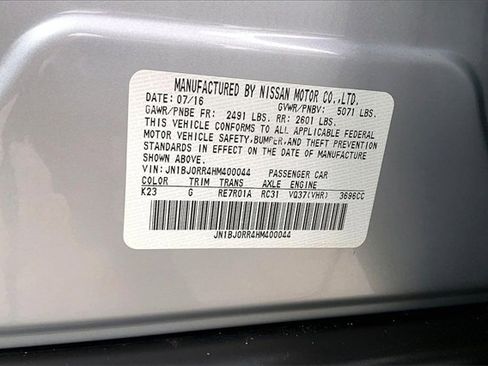 MANUFACTURED BY NISSAN MOTOR CO.,LTD.
DATE: 07/16 GVWR/PNBV: 5071 LBS.
GAWR/PNBE FR: 2491 LBS. RR: 2601 LBS.
THIS VEHICLE CONFORMS TO ALL APPLICABLE FEDERAL
MOTOR VEHICLE SAFETY,BUMPER,AND THEFT PREVENTION
STANDARDS IN EFFECT ON THE DATE OF MANUFACTURE
SHOWN ABOVE.
VIN: JN1BJ0RR4HM400044 PASSENGER CAR
COLOR TRIM TRANS AXLE ENGINE
K23 G RE7R01A RC31 VQ37(VHR) 3696CC
JN1BJ0RR4HM400044